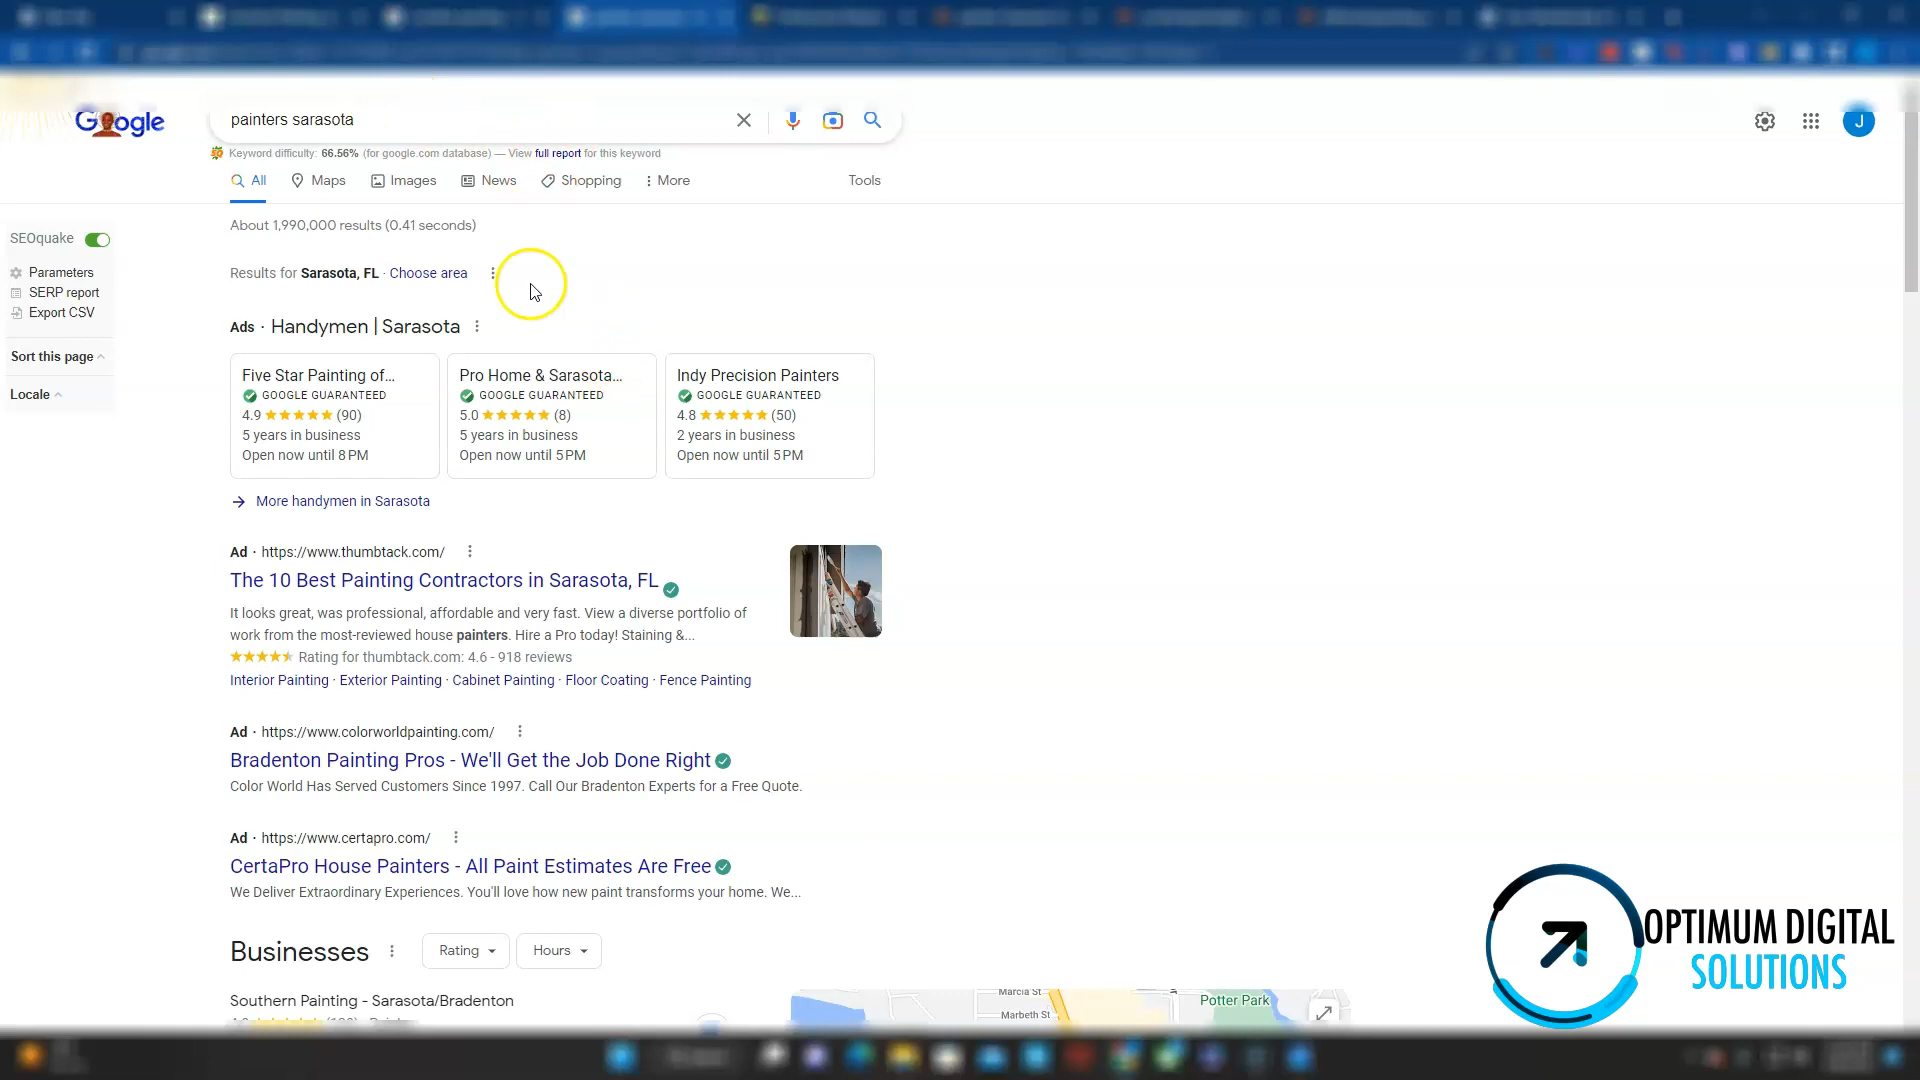 Google
painters sarasota
Keyword difficulty: 66.56% (for google.com database) — View full report for this keyword
All
Maps
Images
News
Shopping
More
Tools
About 1,990,000 results (0.41 seconds)
SEOquake
Parameters
SERP report
Export CSV
Sort this page
Locale
Results for Sarasota, FL · Choose area
Ads · Handymen | Sarasota
Five Star Painting of...
GOOGLE GUARANTEED
4.9 (90)
5 years in business
Open now until 8 PM
Pro Home & Sarasota...
GOOGLE GUARANTEED
5.0 (8)
5 years in business
Open now until 5 PM
Indy Precision Painters
GOOGLE GUARANTEED
4.8 (50)
2 years in business
Open now until 5 PM
More handymen in Sarasota
Ad · https://www.thumbtack.com/
The 10 Best Painting Contractors in Sarasota, FL
It looks great, was professional, affordable and very fast. View a diverse portfolio of
work from the most-reviewed house painters. Hire a Pro today! Staining &...
Rating for thumbtack.com: 4.6 - 918 reviews
Interior Painting · Exterior Painting · Cabinet Painting · Floor Coating · Fence Painting
Ad · https://www.colorworldpainting.com/
Bradenton Painting Pros - We'll Get the Job Done Right
Color World Has Served Customers Since 1997. Call Our Bradenton Experts for a Free Quote.
Ad · https://www.certapro.com/
CertaPro House Painters - All Paint Estimates Are Free
We Deliver Extraordinary Experiences. You'll love how new paint transforms your home. We...
Businesses
Rating
Hours
Southern Painting - Sarasota/Bradenton
Marcia St
Marbeth St
Potter Park
J
OPTIMUM DIGITAL
SOLUTIONS